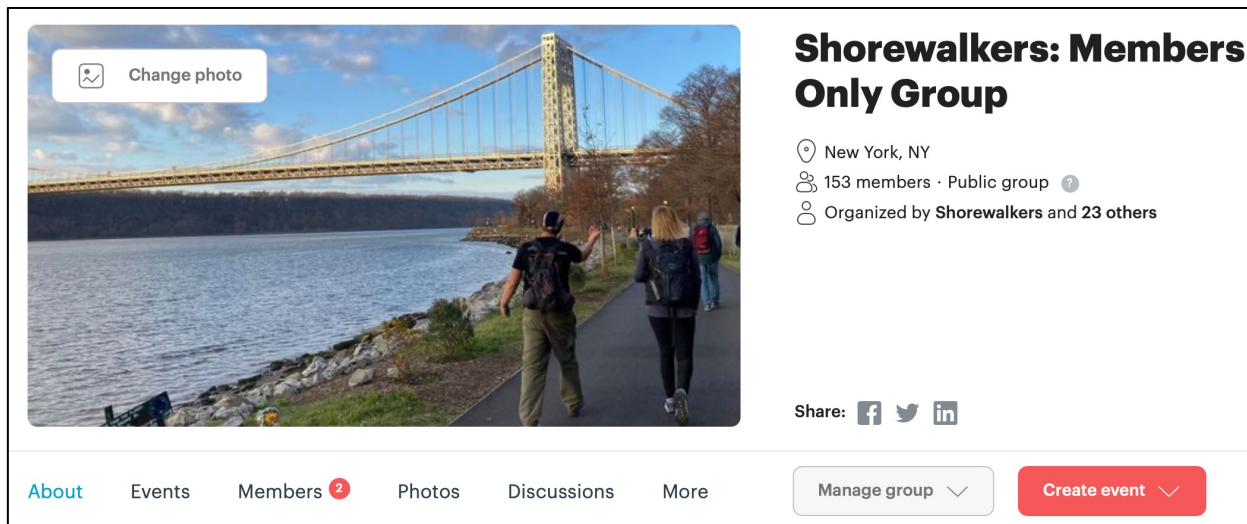 Change photo
Shorewalkers: Members
Only Group
New York, NY
153 members · Public group ?
Organized by Shorewalkers and 23 others
Share:
About Events Members 2 Photos Discussions More Manage group Create event